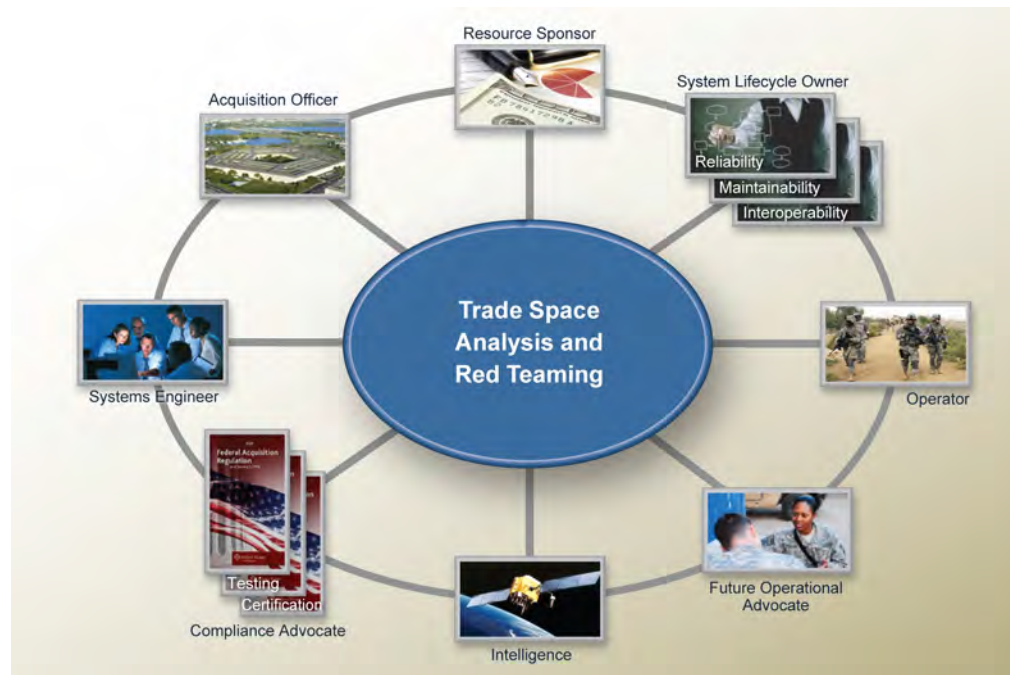 Resource Sponsor
Acquisition Officer
System Lifecycle Owner
Reliability
Maintainability
Interoperability
Trade Space
Analysis and
Red Teaming
Systems Engineer
Operator
Federal Acquisition
Regulation
Testing
Certification
Compliance Advocate
Future Operational
Advocate
Intelligence